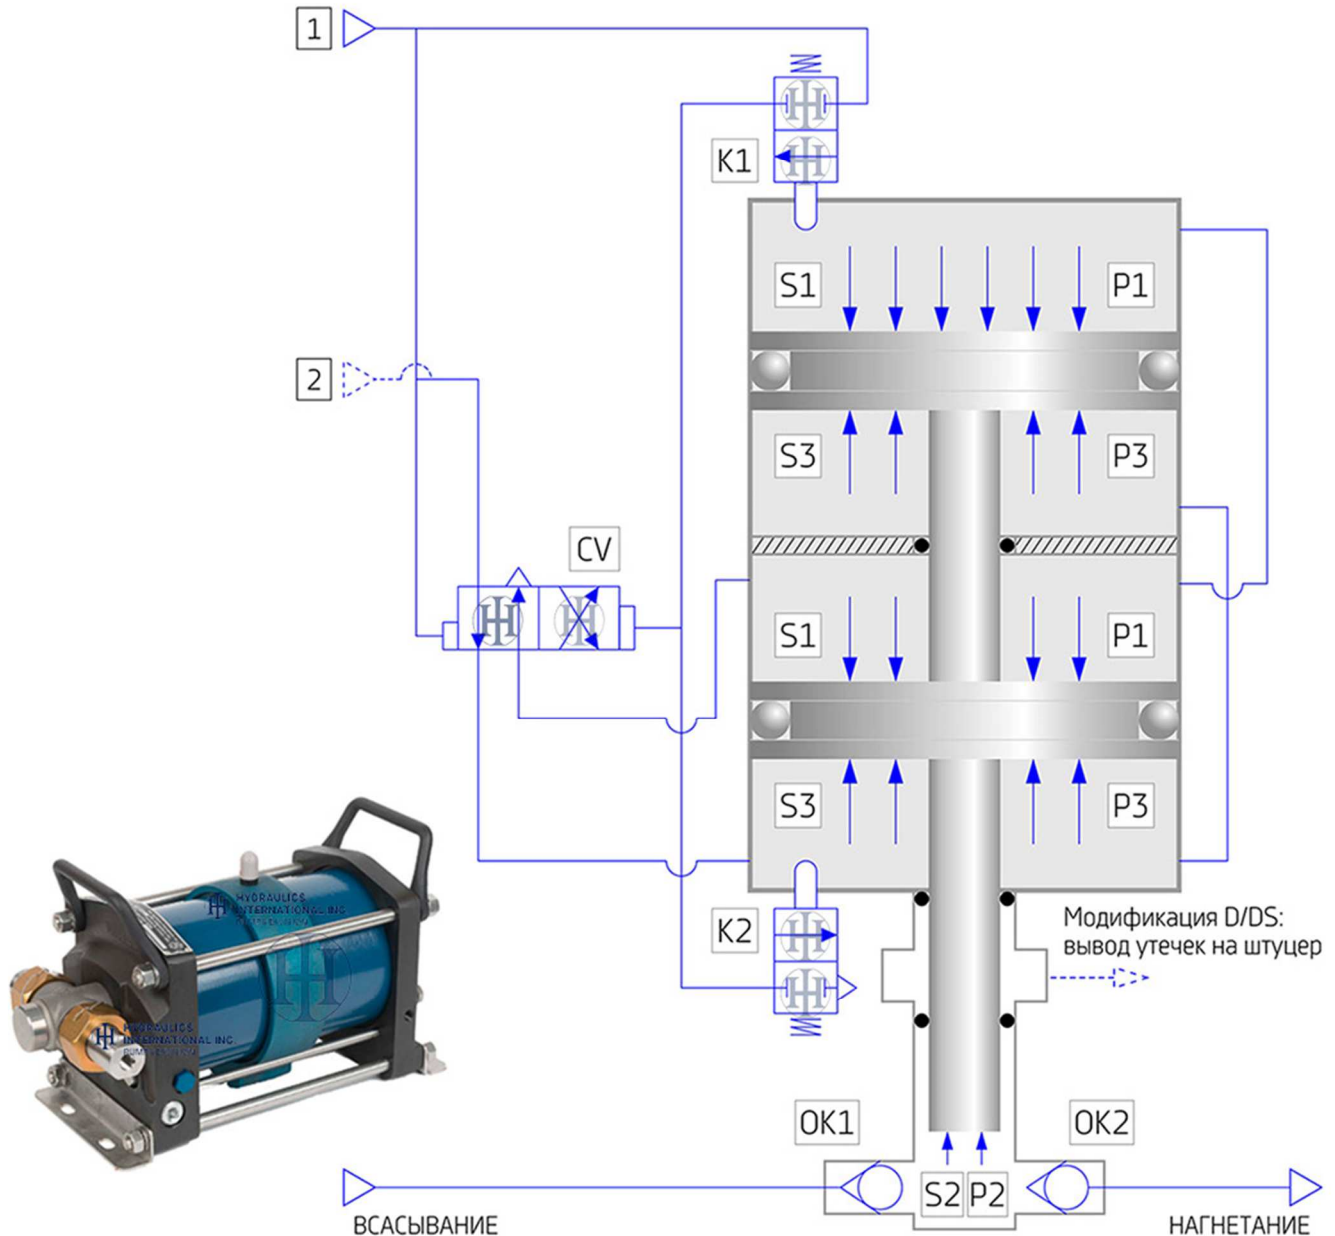 1
K1
S1 P1
2
S3 P3
CV
S1 P1
S3 P3
K2
Модификация D/DS:
вывод утечек на штуцер
HYDRAULICS
INTERNATIONAL INC.
HYDRAULICS
INTERNATIONAL INC.
OK1 OK2
S2 P2
ВСАСЫВАНИЕ НАГНЕТАНИЕ